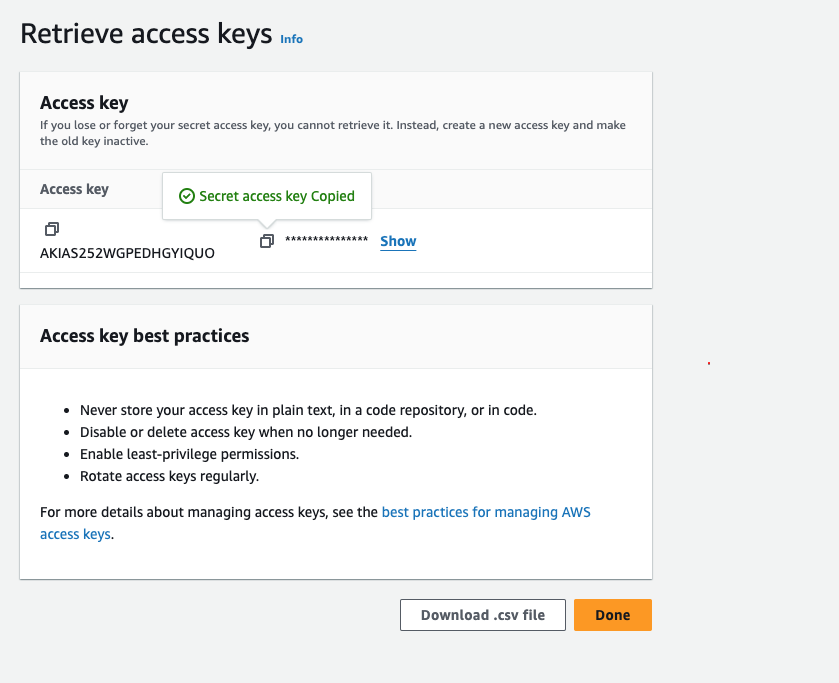 Retrieve access keys Info
Access key
If you lose or forget your secret access key, you cannot retrieve it. Instead, create a new access key and make
the old key inactive.
Access key
Secret access key Copied
AKIAS252WGPEDHGYIQUO
*************** Show
Access key best practices
Never store your access key in plain text, in a code repository, or in code.
Disable or delete access key when no longer needed.
Enable least-privilege permissions.
Rotate access keys regularly.
For more details about managing access keys, see the best practices for managing AWS
access keys.
Download .csv file Done